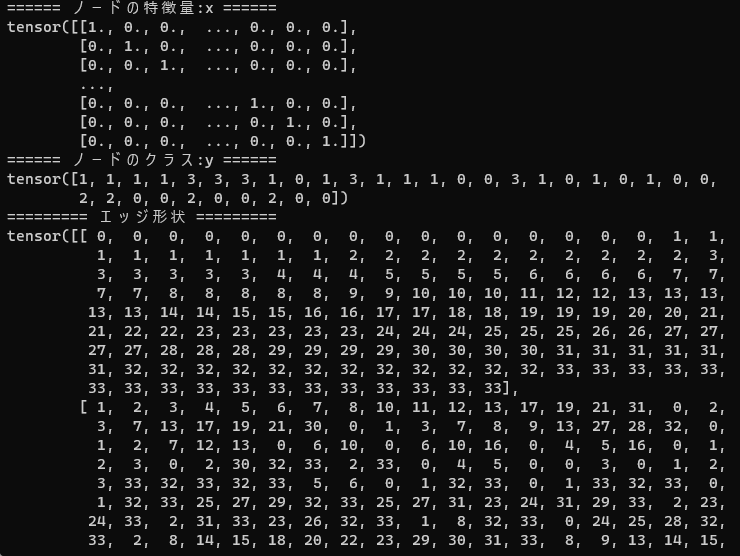 ====== ノードの特徴量:x ======
tensor([[1., 0., 0.,  ..., 0., 0., 0.],
        [0., 1., 0.,  ..., 0., 0., 0.],
        [0., 0., 1.,  ..., 0., 0., 0.],
        ...,
        [0., 0., 0.,  ..., 1., 0., 0.],
        [0., 0., 0.,  ..., 0., 1., 0.],
        [0., 0., 0.,  ..., 0., 0., 1.]])
====== ノードのクラス:y ======
tensor([1, 1, 1, 1, 3, 3, 3, 1, 0, 1, 3, 1, 1, 1, 0, 0, 3, 1, 0, 1, 0, 1, 0, 0,
        2, 2, 0, 0, 2, 0, 0, 2, 0, 0])
========= エッジ形状 =========
tensor([[ 0,  0,  0,  0,  0,  0,  0,  0,  0,  0,  0,  0,  0,  0,  0,  0,  1,  1,
          1,  1,  1,  1,  1,  1,  1,  2,  2,  2,  2,  2,  2,  2,  2,  2,  2,  3,
          3,  3,  3,  3,  3,  4,  4,  4,  5,  5,  5,  5,  6,  6,  6,  6,  7,  7,
          7,  7,  8,  8,  8,  8,  8,  9,  9, 10, 10, 10, 11, 12, 12, 13, 13, 13,
         13, 13, 14, 14, 15, 15, 16, 16, 17, 17, 18, 18, 19, 19, 19, 20, 20, 21,
         21, 22, 22, 23, 23, 23, 23, 23, 24, 24, 24, 25, 25, 25, 26, 26, 27, 27,
         27, 27, 28, 28, 28, 29, 29, 29, 29, 30, 30, 30, 30, 31, 31, 31, 31, 31,
         31, 32, 32, 32, 32, 32, 32, 32, 32, 32, 32, 32, 32, 33, 33, 33, 33, 33,
         33, 33, 33, 33, 33, 33, 33, 33, 33, 33, 33, 33],
        [ 1,  2,  3,  4,  5,  6,  7,  8, 10, 11, 12, 13, 17, 19, 21, 31,  0,  2,
          3,  7, 13, 17, 19, 21, 30,  0,  1,  3,  7,  8,  9, 13, 27, 28, 32,  0,
          1,  2,  7, 12, 13,  0,  6, 10,  0,  6, 10, 16,  0,  4,  5, 16,  0,  1,
          2,  3,  0,  2, 30, 32, 33,  2, 33,  0,  4,  5,  0,  0,  3,  0,  1,  2,
          3, 33, 32, 33, 32, 33,  5,  6,  0,  1, 32, 33,  0,  1, 33, 32, 33,  0,
          1, 32, 33, 25, 27, 29, 32, 33, 25, 27, 31, 23, 24, 31, 29, 33,  2, 23,
         24, 33,  2, 31, 33, 23, 26, 32, 33,  1,  8, 32, 33,  0, 24, 25, 28, 32,
         33,  2,  8, 14, 15, 18, 20, 22, 23, 29, 30, 31, 33,  8,  9, 13, 14, 15,